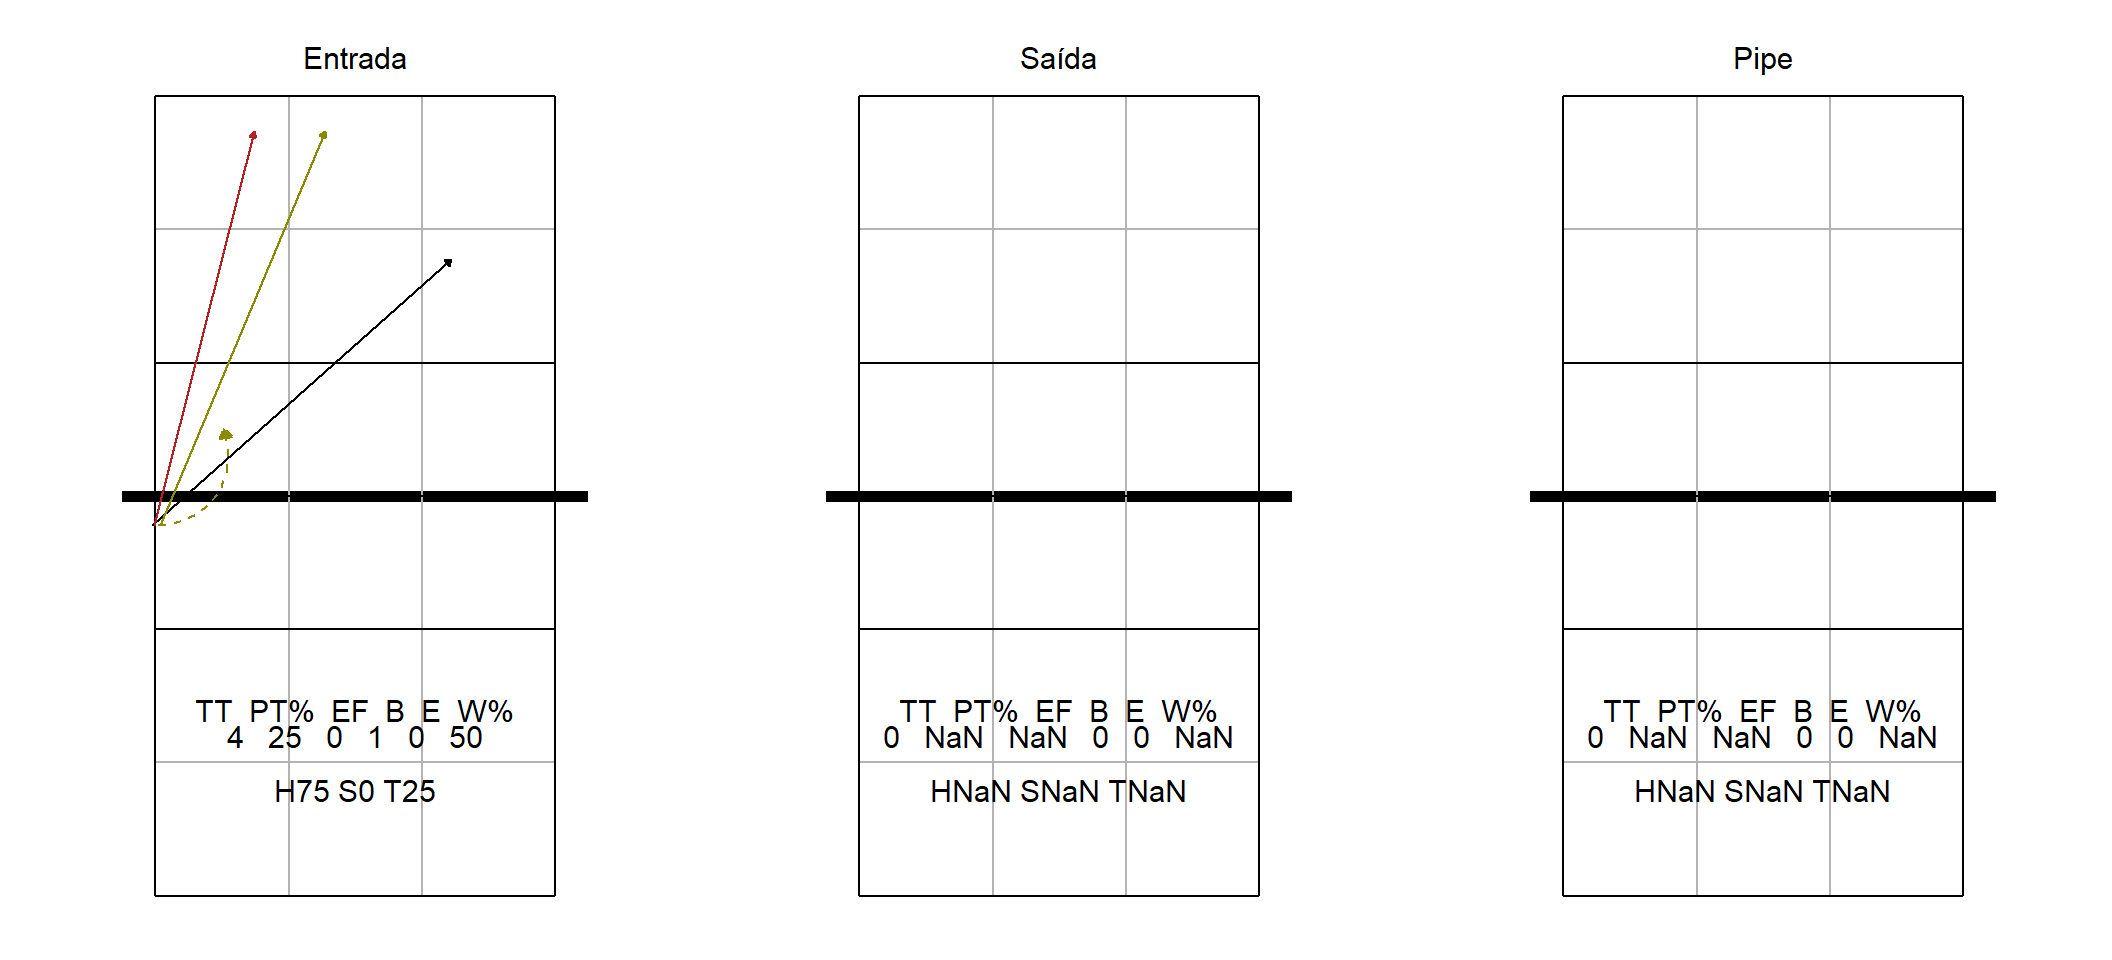 Entrada
TT PT% EF B E W%
4 25 0 1 0 50
H75 S0 T25
Saída
TT PT% EF B E W%
0 NaN NaN 0 0 NaN
HNaN SNaN TNaN
Pipe
TT PT% EF B E W%
0 NaN NaN 0 0 NaN
HNaN SNaN TNaN